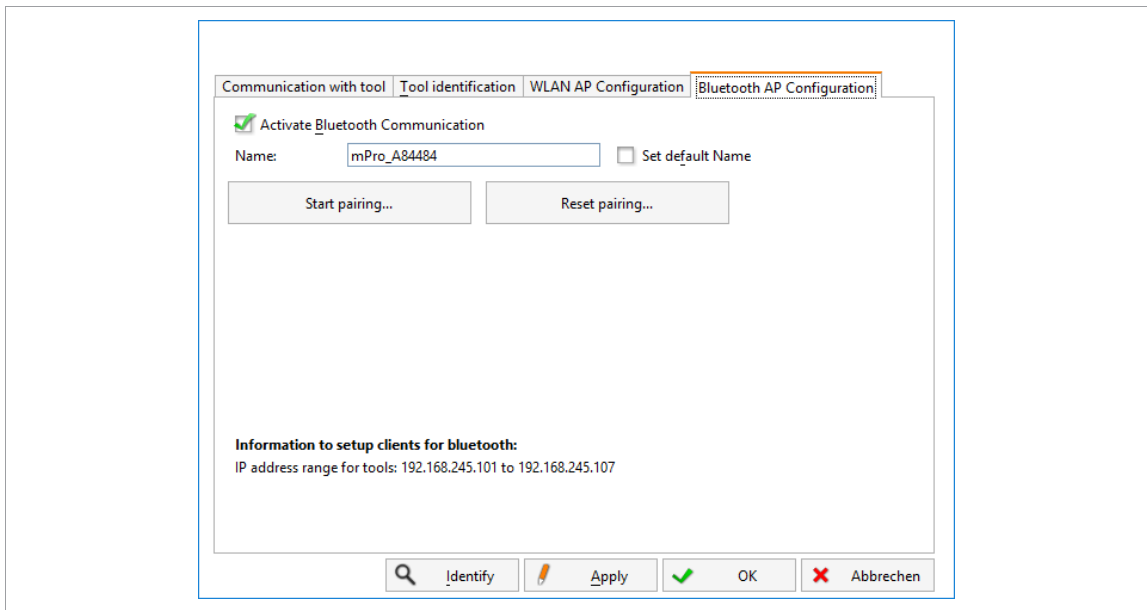 Communication with tool Tool identification WLAN AP Configuration Bluetooth AP Configuration
Activate Bluetooth Communication
Name: mPro_A84484 Set default Name
Start pairing... Reset pairing...
Information to setup clients for bluetooth:
IP address range for tools: 192.168.245.101 to 192.168.245.107
Identify Apply OK Abbrechen